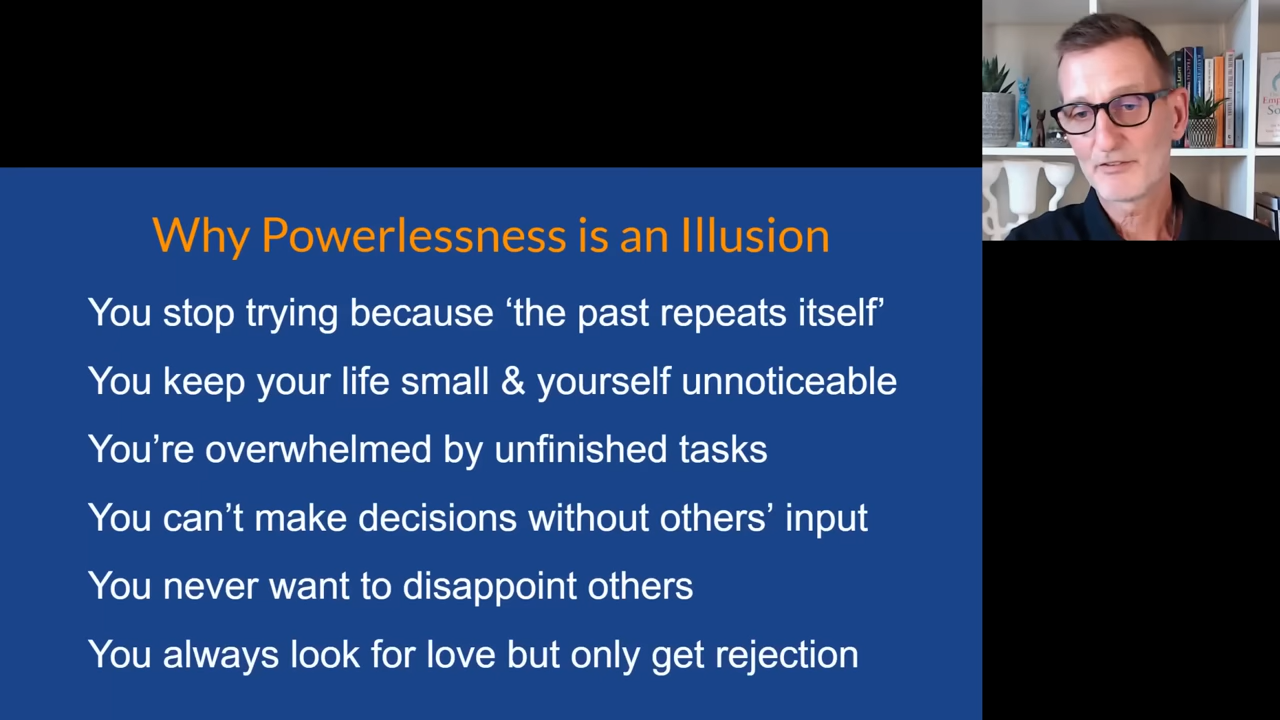 Why Powerlessness is an Illusion
You stop trying because ‘the past repeats itself’
You keep your life small & yourself unnoticeable
You’re overwhelmed by unfinished tasks
You can’t make decisions without others’ input
You never want to disappoint others
You always look for love but only get rejection